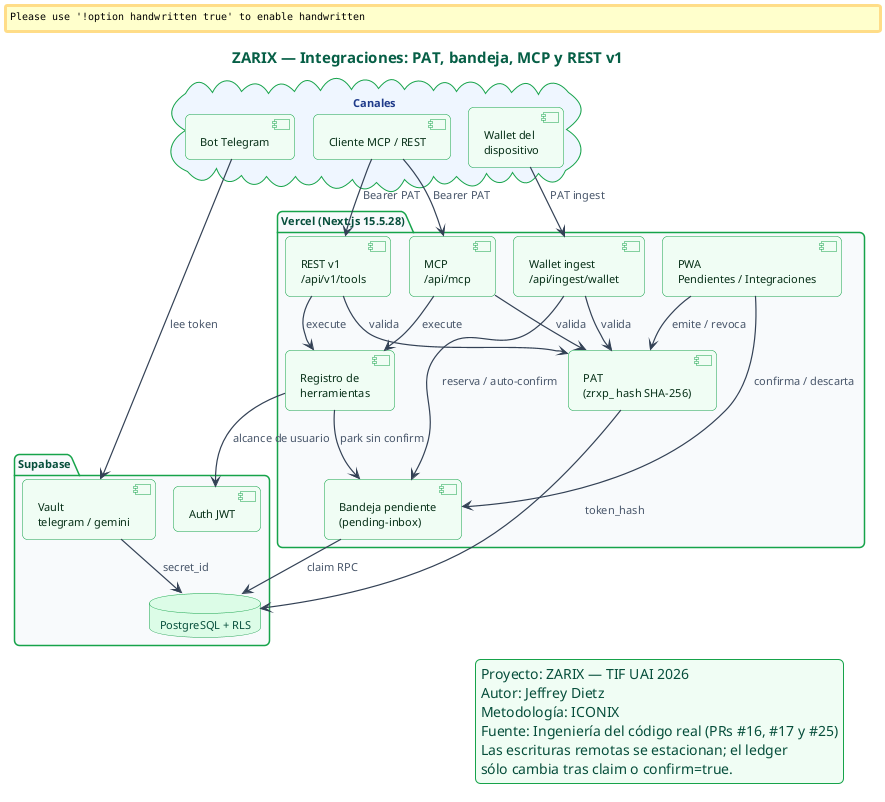 Please use '!option handwritten true' to enable handwritten
ZARIX — Integraciones: PAT, bandeja, MCP y REST v1
Canales
Bot Telegram
Cliente MCP / REST
Wallet del
dispositivo
Bearer PAT
Bearer PAT
PAT ingest
Vercel (Next.js 15.5.28)
REST v1
/api/v1/tools
MCP
/api/mcp
Wallet ingest
/api/ingest/wallet
PWA
Pendientes / Integraciones
lee token
execute
valida
execute
valida
valida
emite / revoca
Registro de
herramientas
PAT
(zrxp_ hash SHA-256)
reserva / auto-confirm
confirma / descarta
alcance de usuario
park sin confirm
Supabase
Vault
telegram / gemini
Auth JWT
Bandeja pendiente
(pending-inbox)
token_hash
secret_id
claim RPC
PostgreSQL + RLS
Proyecto: ZARIX — TIF UAI 2026
Autor: Jeffrey Dietz
Metodología: ICONIX
Fuente: Ingeniería del código real (PRs #16, #17 y #25)
Las escrituras remotas se estacionan; el ledger
sólo cambia tras claim o confirm=true.